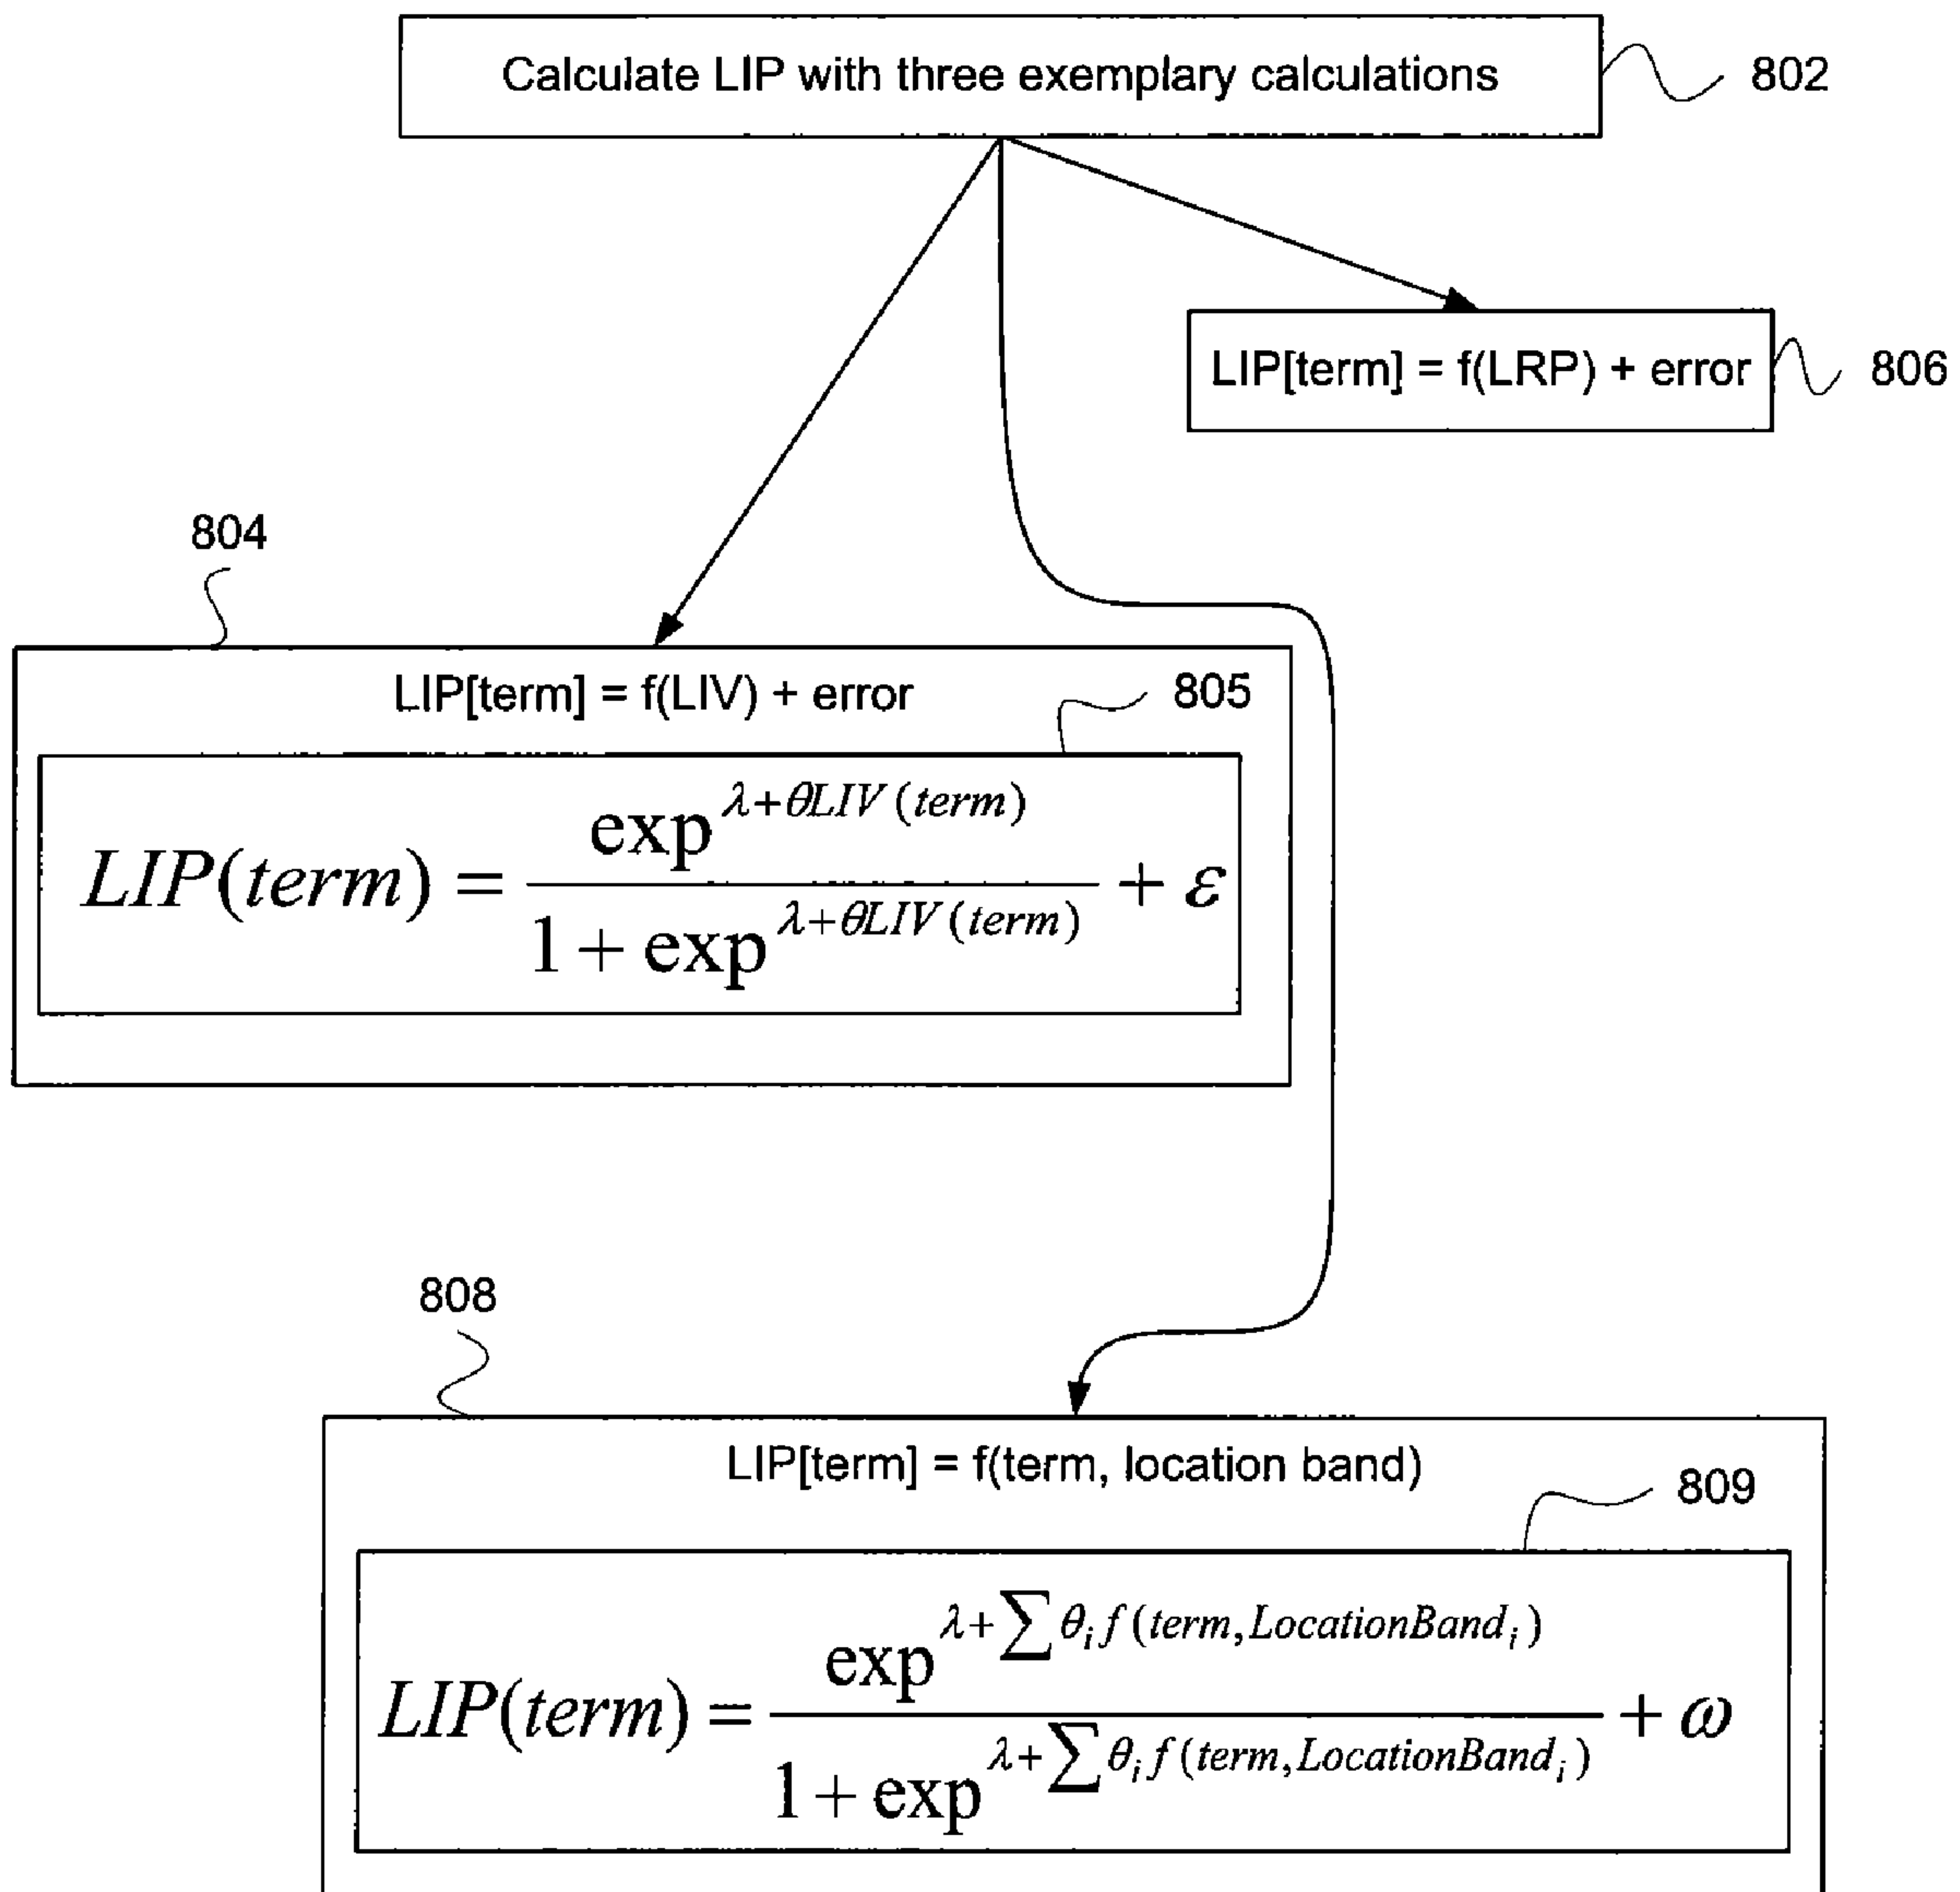 Calculate LIP with three exemplary calculations
802
LIP[term] = f(LRP) + error
806
804
LIP[term] = f(LIV) + error
805
LIP(term) = exp^{λ+θLIV(term)} / 1 + exp^{λ+θLIV(term)} + ε
808
LIP[term] = f(term, location band)
809
LIP(term) = exp^{λ+∑θ_i f(term,LocationBand_i)} / 1 + exp^{λ+∑θ_i f(term,LocationBand_i)} + ω